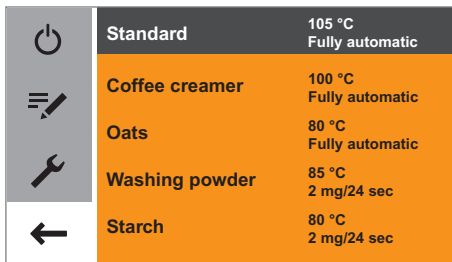 Standard
105 °C
Fully automatic
Coffee creamer
100 °C
Fully automatic
Oats
80 °C
Fully automatic
Washing powder
85 °C
2 mg/24 sec
Starch
80 °C
2 mg/24 sec